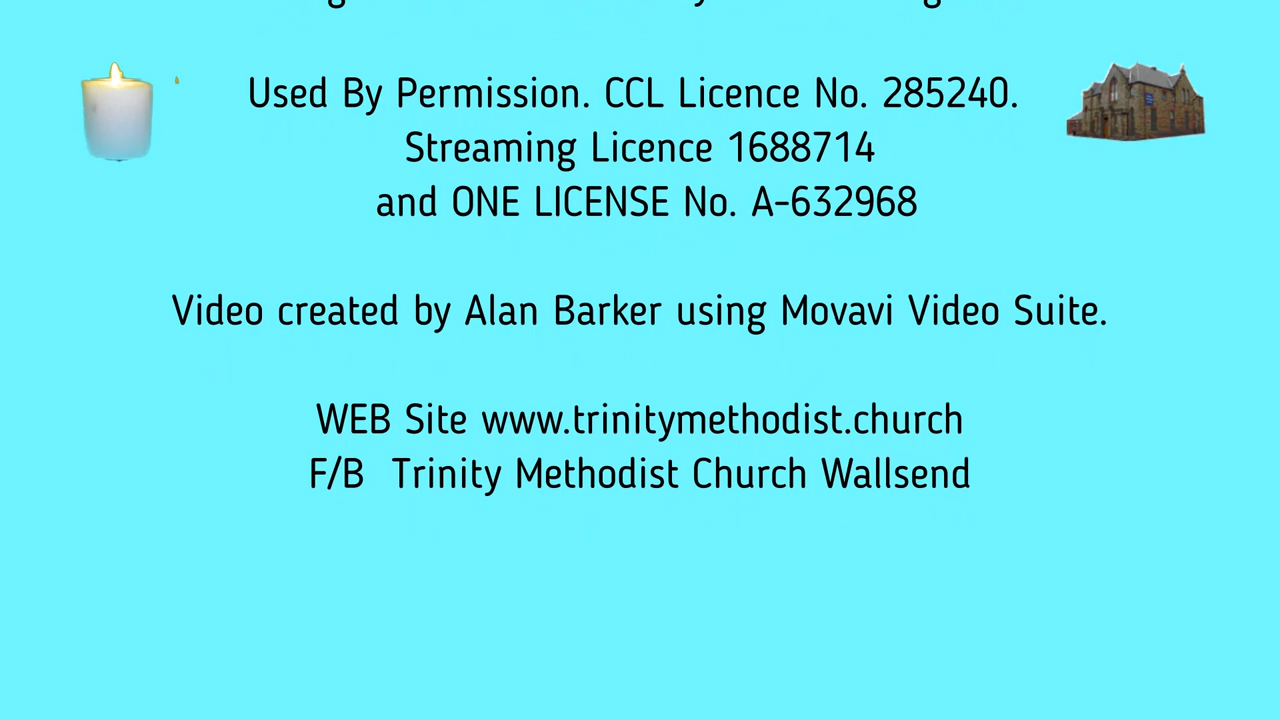 Used By Permission. CCL Licence No. 285240.
Streaming Licence 1688714
and ONE LICENSE No. A-632968
Video created by Alan Barker using Movavi Video Suite.
WEB Site www.trinitymethodist.church
F/B Trinity Methodist Church Wallsend